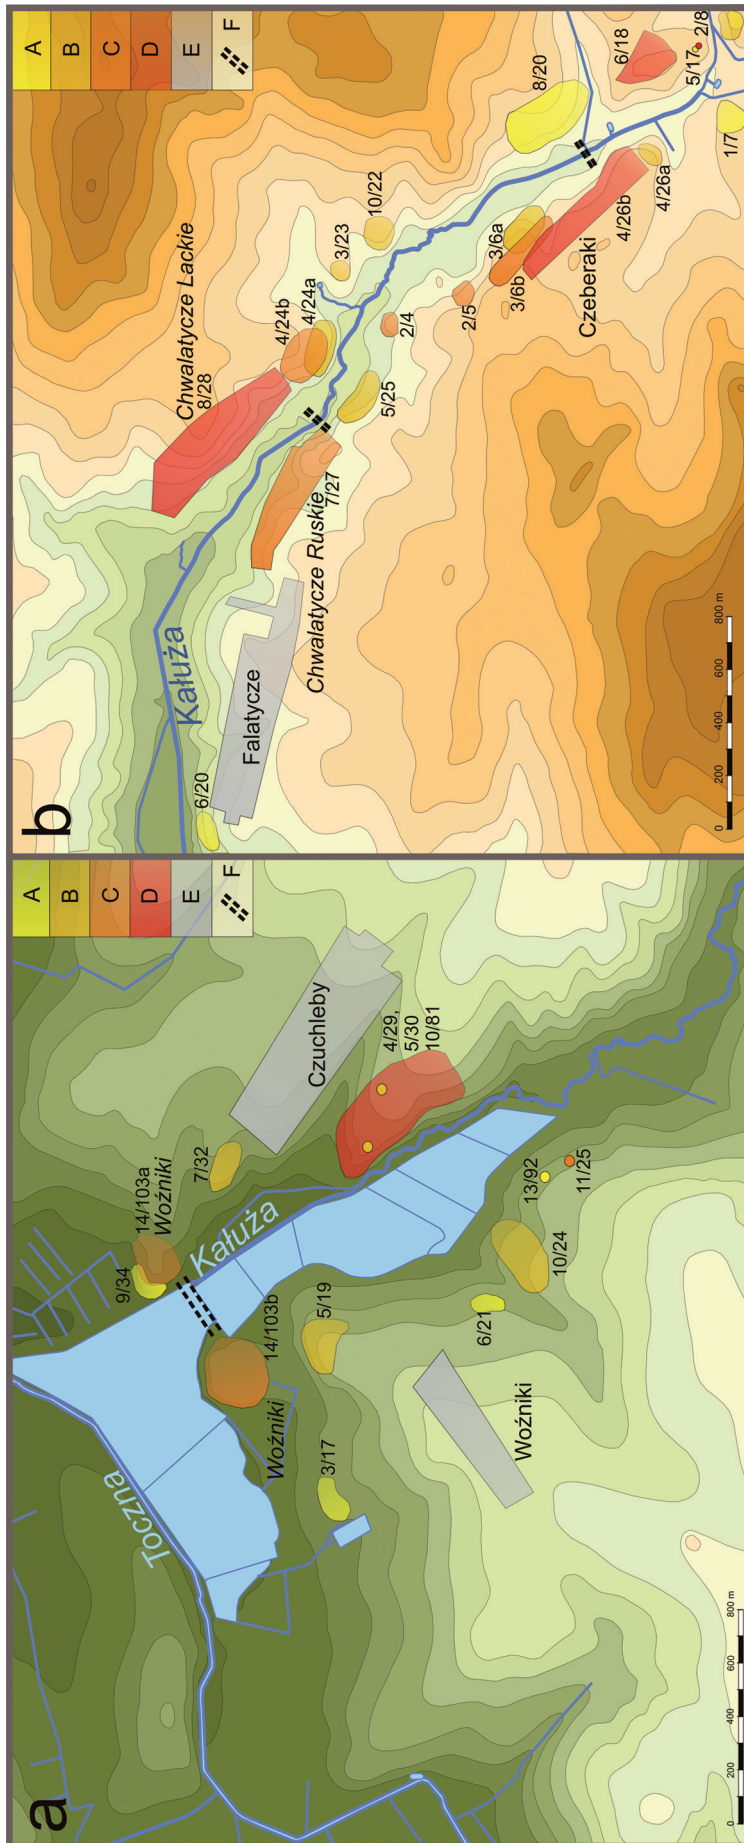 a
A
B
C
D
E
F
Toczna
Kałuża
14/103a
Woźniki
9/34
7/32
Czuchleby
4/29,
5/30
10/81
14/103b
Woźniki
5/19
3/17
6/21
10/24
13/92
11/25
Woźniki
0 200 400 600 800 m
b
A
B
C
D
E
F
Kałuża
6/20
Falatycze
Chwalatycze Ruskie
7/27
Chwalatycze Lackie
8/28
4/24b
4/24a
5/25
2/4
3/23
10/22
2/5
3/6a
3/6b
Czeberaki
4/26b
4/26a
8/20
6/18
5/17
2/8
1/7
0 200 400 600 800 m